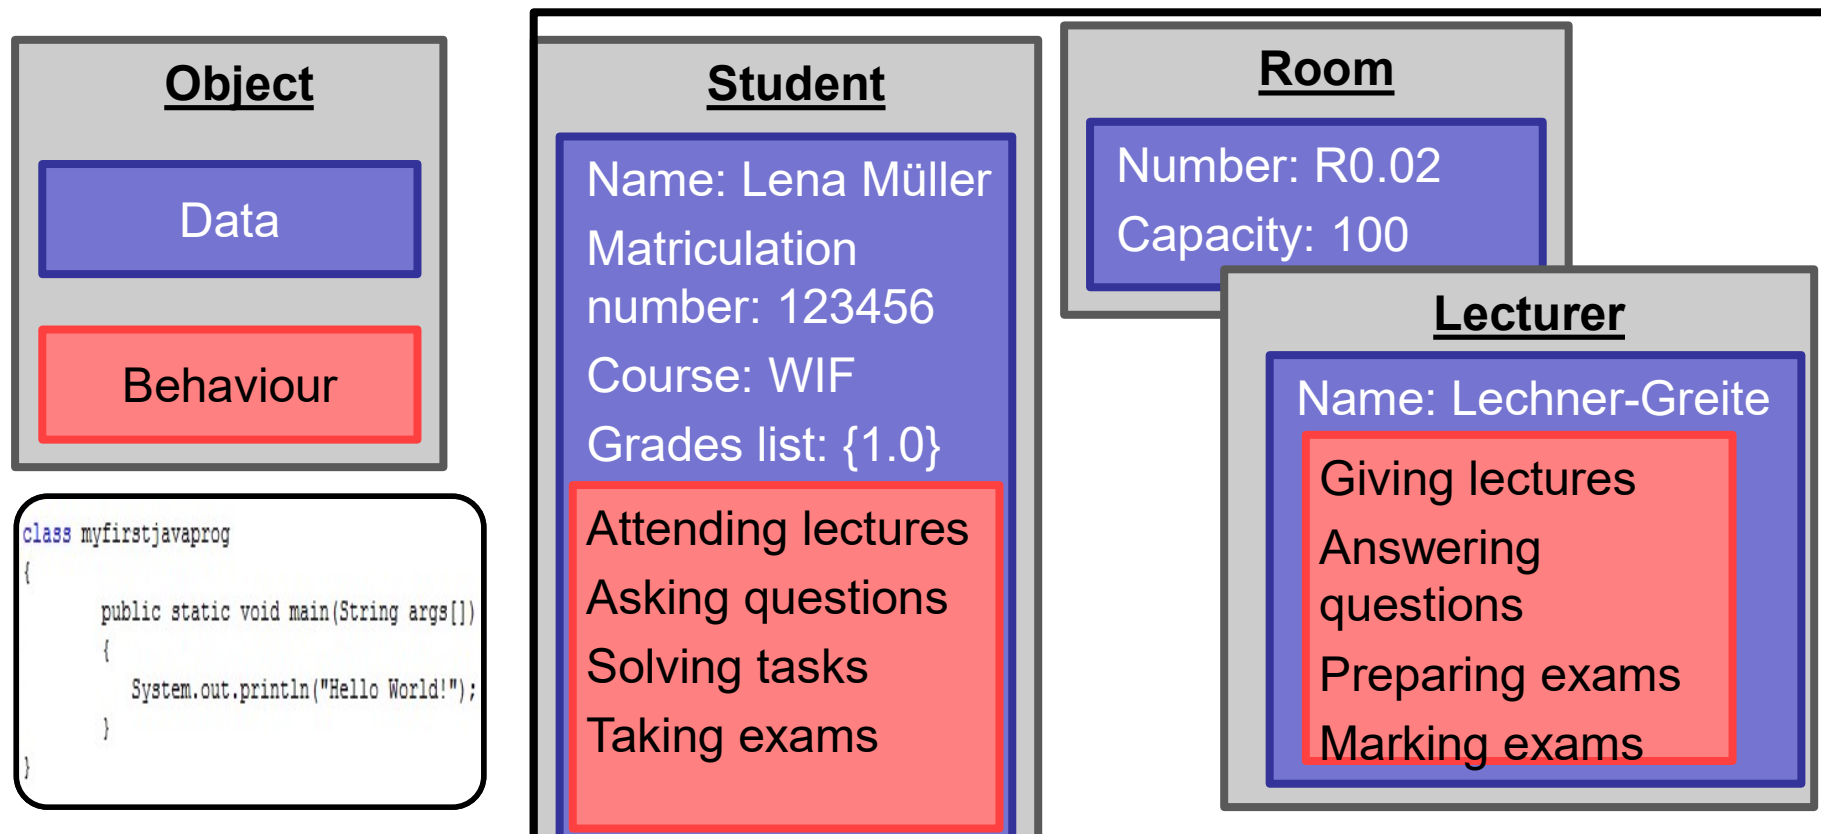 Object
Data
Behaviour
class myfirstjavaprog
{
public static void main(String args[])
{
System.out.println("Hello World!");
}
}
Student
Name: Lena Müller
Matriculation
number: 123456
Course: WIF
Grades list: {1.0}
Attending lectures
Asking questions
Solving tasks
Taking exams
Room
Number: R0.02
Capacity: 100
Lecturer
Name: Lechner-Greite
Giving lectures
Answering
questions
Preparing exams
Marking exams